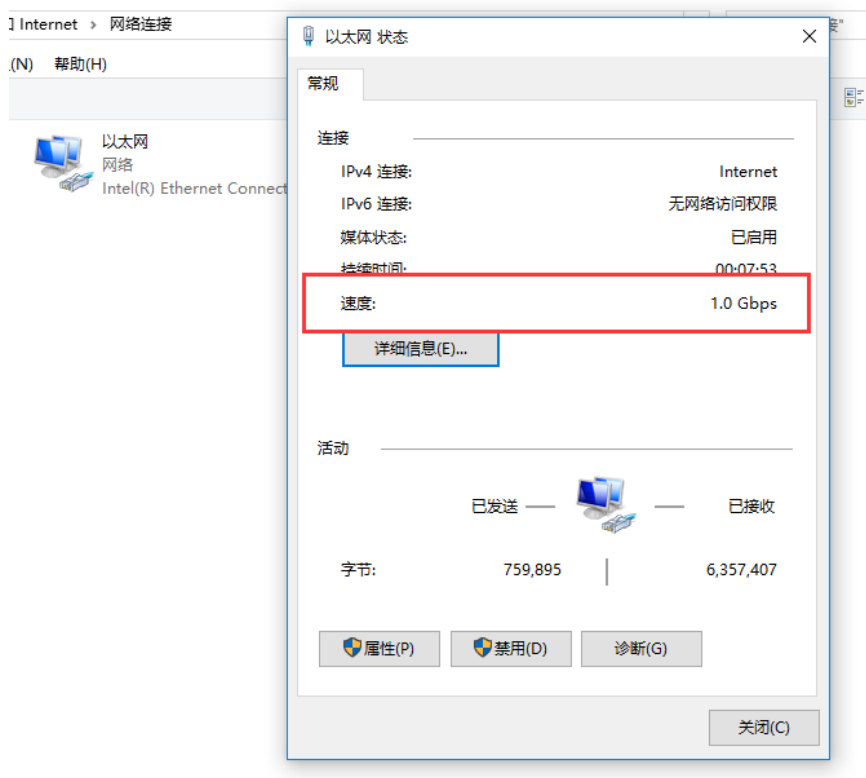 Internet > 网络连接
(N) 帮助(H)
以太网
网络
Intel(R) Ethernet Connect
以太网 状态
常规
连接
IPv4 连接: Internet
IPv6 连接: 无网络访问权限
媒体状态: 已启用
持续时间: 00:07:53
速度: 1.0 Gbps
详细信息(E)...
活动
已发送 — — 已接收
字节: 759,895 | 6,357,407
属性(P) 禁用(D) 诊断(G)
关闭(C)